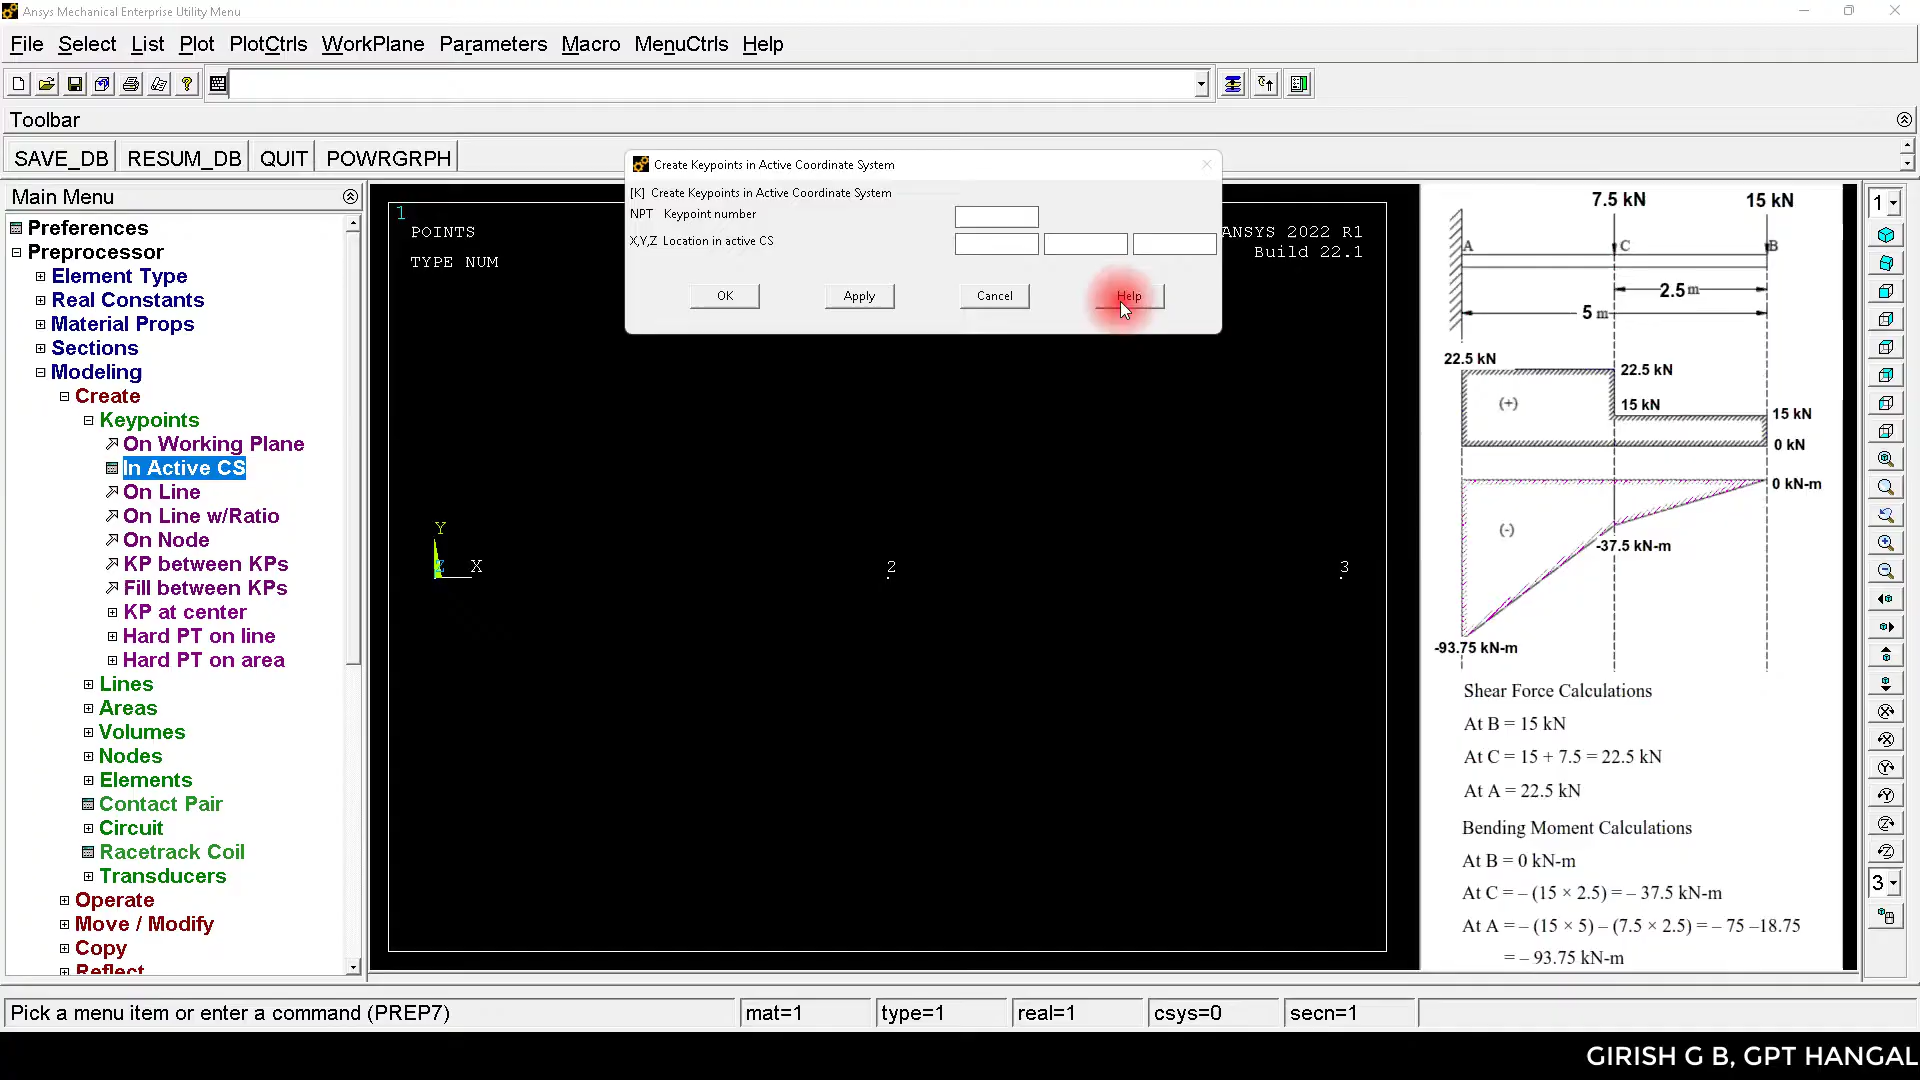 Ansys Mechanical Enterprise Utility Menu
File Select List Plot PlotCtrls WorkPlane Parameters Macro MenuCtrls Help
Toolbar
SAVE_DB RESUM_DB QUIT POWRGRPH
Main Menu
Preferences
Preprocessor
Element Type
Real Constants
Material Props
Sections
Modeling
Create
Keypoints
On Working Plane
In Active CS
On Line
On Line w/Ratio
On Node
KP between KPs
Fill between KPs
KP at center
Hard PT on line
Hard PT on area
Lines
Areas
Volumes
Nodes
Elements
Contact Pair
Circuit
Racetrack Coil
Transducers
Operate
Move / Modify
Copy
Reflect
1
POINTS
TYPE NUM
ANSYS 2022 R1
Build 22.1
Y
Z X
2
3
Create Keypoints in Active Coordinate System
[K] Create Keypoints in Active Coordinate System
NPT Keypoint number
X,Y,Z Location in active CS
OK Apply Cancel Help
7.5 kN 15 kN
A C B
2.5 m
5 m
22.5 kN
22.5 kN
(+) 15 kN
15 kN
0 kN
0 kN-m
(-)
-37.5 kN-m
-93.75 kN-m
Shear Force Calculations
At B = 15 kN
At C = 15 + 7.5 = 22.5 kN
At A = 22.5 kN
Bending Moment Calculations
At B = 0 kN-m
At C = – (15 × 2.5) = – 37.5 kN-m
At A = – (15 × 5) – (7.5 × 2.5) = – 75 –18.75
= – 93.75 kN-m
1
3
Pick a menu item or enter a command (PREP7) mat=1 type=1 real=1 csys=0 secn=1
GIRISH G B, GPT HANGAL